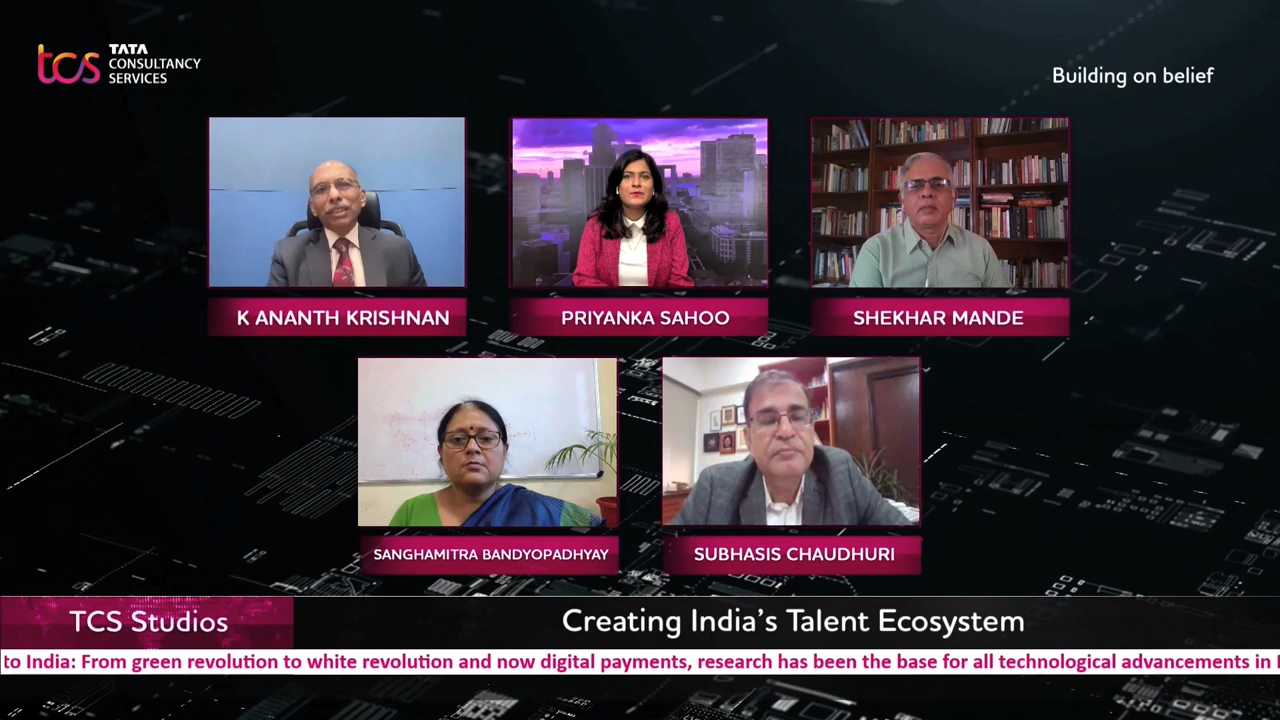 tcs TATA
CONSULTANCY
SERVICES
Building on belief
K ANANTH KRISHNAN
PRIYANKA SAHOO
SHEKHAR MANDE
SANGHAMITRA BANDYOPADHYAY
SUBHASIS CHAUDHURI
TCS Studios
Creating India's Talent Ecosystem
to India: From green revolution to white revolution and now digital payments, research has been the base for all technological advancements in